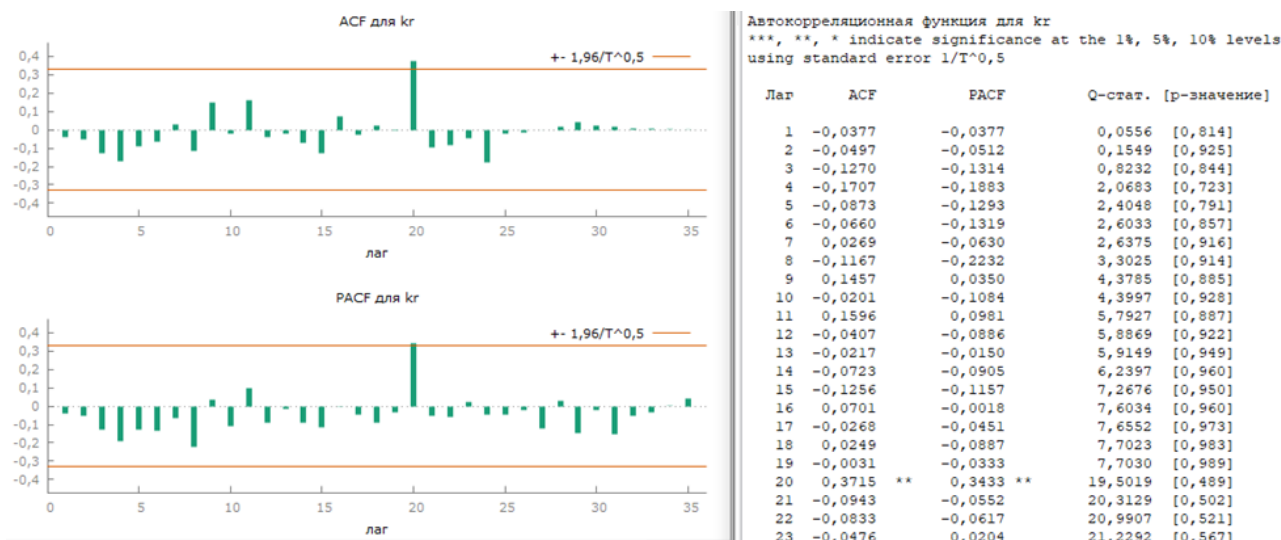 ACF для kr
+- 1,96/T^0,5
0,4
0,3
0,2
0,1
0
-0,1
-0,2
-0,3
-0,4
0 5 10 15 20 25 30 35
лаг
PACF для kr
+- 1,96/T^0,5
0,4
0,3
0,2
0,1
0
-0,1
-0,2
-0,3
-0,4
0 5 10 15 20 25 30 35
лаг
Автокорреляционная функция для kr
***, **, * indicate significance at the 1%, 5%, 10% levels
using standard error 1/T^0,5
Лаг ACF PACF Q-стат. [p-значение]
1 -0,0377 -0,0377 0,0556 [0,814]
2 -0,0497 -0,0512 0,1549 [0,925]
3 -0,1270 -0,1314 0,8232 [0,844]
4 -0,1707 -0,1883 2,0683 [0,723]
5 -0,0873 -0,1293 2,4048 [0,791]
6 -0,0660 -0,1319 2,6033 [0,857]
7 0,0269 -0,0630 2,6375 [0,916]
8 -0,1167 -0,2232 3,3025 [0,914]
9 0,1457 0,0350 4,3785 [0,885]
10 -0,0201 -0,1084 4,3997 [0,928]
11 0,1596 0,0981 5,7927 [0,887]
12 -0,0407 -0,0886 5,8869 [0,922]
13 -0,0217 -0,0150 5,9149 [0,949]
14 -0,0723 -0,0905 6,2397 [0,960]
15 -0,1256 -0,1157 7,2676 [0,950]
16 0,0701 -0,0018 7,6034 [0,960]
17 -0,0268 -0,0451 7,6552 [0,973]
18 0,0249 -0,0887 7,7023 [0,983]
19 -0,0031 -0,0333 7,7030 [0,989]
20 0,3715 ** 0,3433 ** 19,5019 [0,489]
21 -0,0943 -0,0552 20,3129 [0,502]
22 -0,0833 -0,0617 20,9907 [0,521]
23 -0,0476 0,0204 21,2292 [0,567]